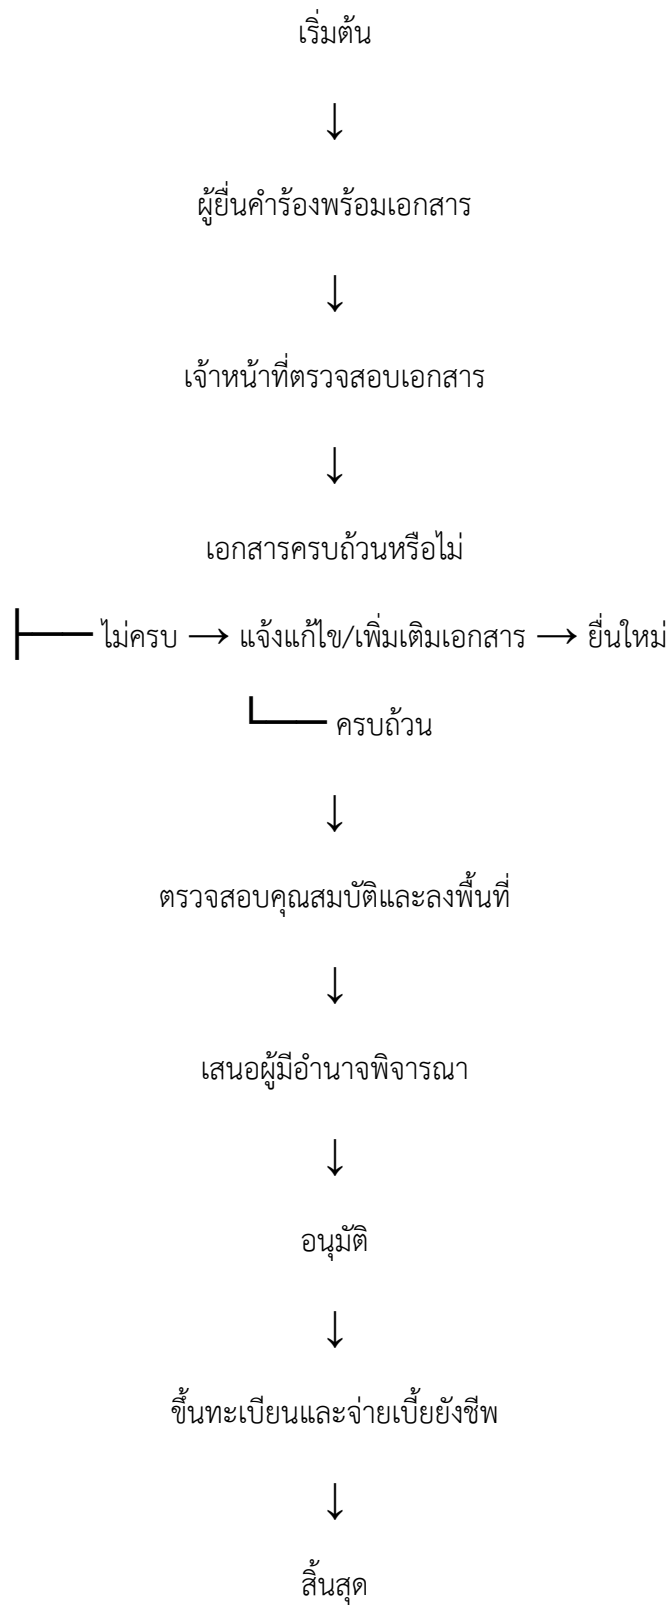 เริ่มต้น
↓
ผู้ยื่นคำร้องพร้อมเอกสาร
↓
เจ้าหน้าที่ตรวจสอบเอกสาร
↓
เอกสารครบถ้วนหรือไม่
├── ไม่ครบ → แจ้งแก้ไข/เพิ่มเติมเอกสาร → ยื่นใหม่
└── ครบถ้วน
↓
ตรวจสอบคุณสมบัติและลงพื้นที่
↓
เสนอผู้มีอำนาจพิจารณา
↓
อนุมัติ
↓
ขึ้นทะเบียนและจ่ายเบี้ยยังชีพ
↓
สิ้นสุด